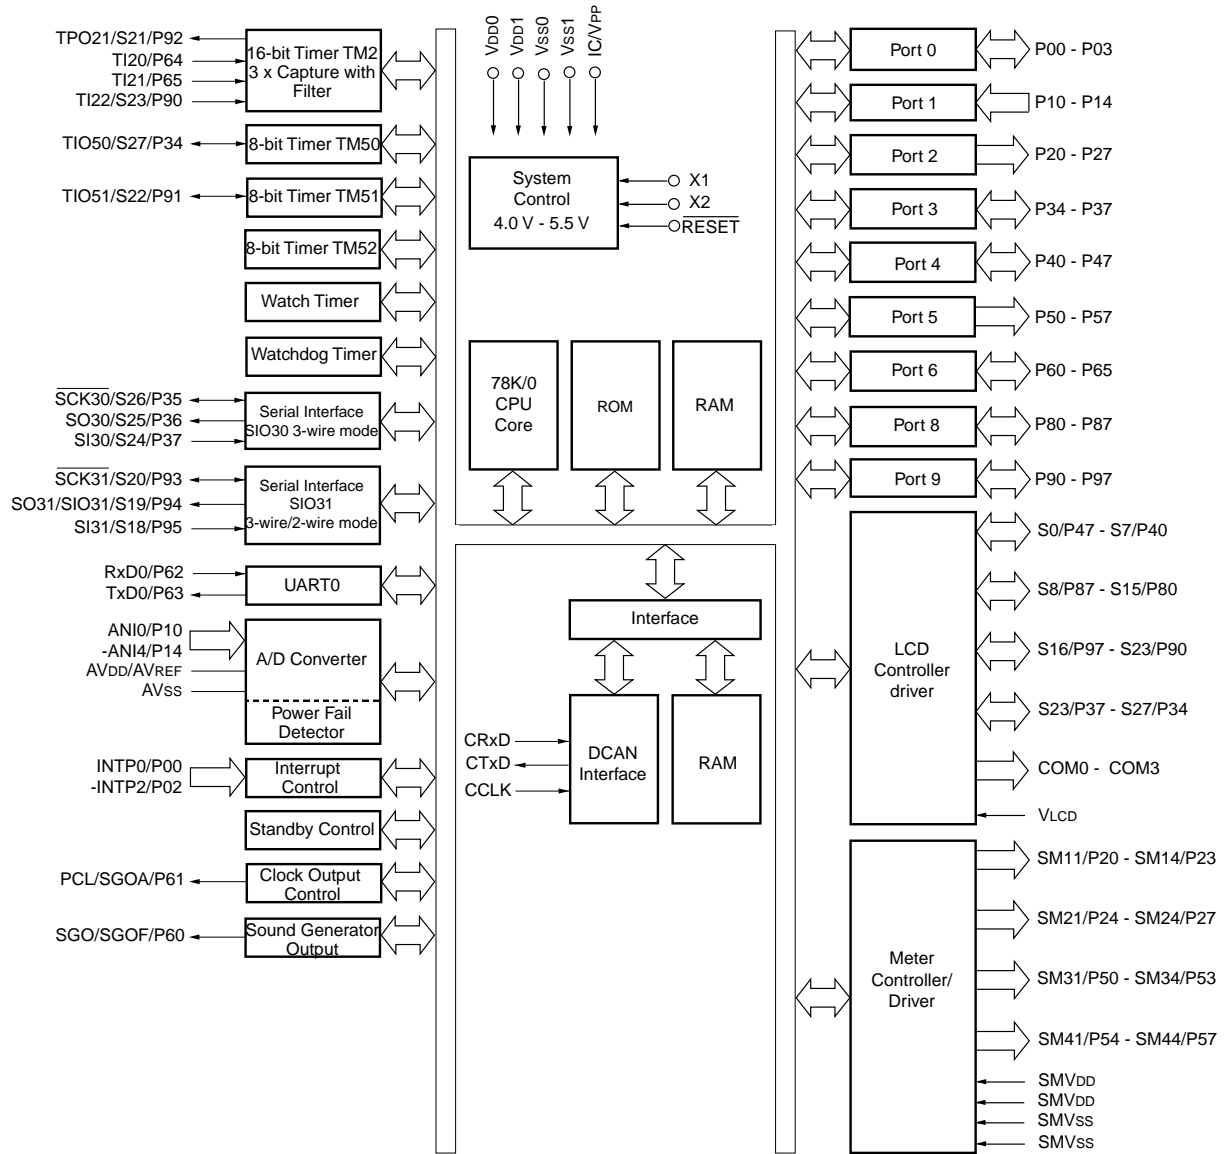 TPO21/S21/P92
TI20/P64
TI21/P65
TI22/S23/P90
16-bit Timer TM2
3 x Capture with
Filter
TIO50/S27/P34
8-bit Timer TM50
TIO51/S22/P91
8-bit Timer TM51
8-bit Timer TM52
Watch Timer
Watchdog Timer
SCK30/S26/P35
SO30/S25/P36
SI30/S24/P37
Serial Interface
SIO30 3-wire mode
SCK31/S20/P93
SO31/SIO31/S19/P94
SI31/S18/P95
Serial Interface
SIO31
3-wire/2-wire mode
RxD0/P62
TxD0/P63
UART0
ANI0/P10
-ANI4/P14
AVDD/AVREF
AVSS
A/D Converter
Power Fail
Detector
INTP0/P00
-INTP2/P02
Interrupt
Control
Standby Control
PCL/SGOA/P61
Clock Output
Control
SGO/SGOF/P60
Sound Generator
Output
VDD0
VDD1
VSS0
VSS1
IC/VPP
System
Control
4.0 V - 5.5 V
X1
X2
RESET
78K/0
CPU
Core
ROM
RAM
Interface
CRxD
CTxD
CCLK
DCAN
Interface
RAM
Port 0
P00 - P03
Port 1
P10 - P14
Port 2
P20 - P27
Port 3
P34 - P37
Port 4
P40 - P47
Port 5
P50 - P57
Port 6
P60 - P65
Port 8
P80 - P87
Port 9
P90 - P97
LCD
Controller
driver
S0/P47 - S7/P40
S8/P87 - S15/P80
S16/P97 - S23/P90
S23/P37 - S27/P34
COM0 - COM3
VLCD
Meter
Controller/
Driver
SM11/P20 - SM14/P23
SM21/P24 - SM24/P27
SM31/P50 - SM34/P53
SM41/P54 - SM44/P57
SMVDD
SMVDD
SMVSS
SMVSS